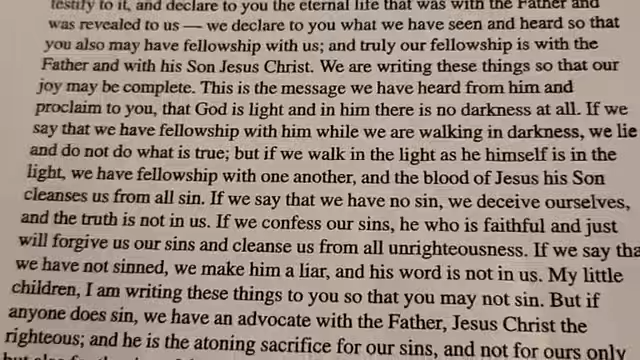 testify to it, and declare to you the eternal life that was with the Father and
was revealed to us — we declare to you what we have seen and heard so that
you also may have fellowship with us; and truly our fellowship is with the
Father and with his Son Jesus Christ. We are writing these things so that our
joy may be complete. This is the message we have heard from him and
proclaim to you, that God is light and in him there is no darkness at all. If we
say that we have fellowship with him while we are walking in darkness, we lie
and do not do what is true; but if we walk in the light as he himself is in the
light, we have fellowship with one another, and the blood of Jesus his Son
cleanses us from all sin. If we say that we have no sin, we deceive ourselves,
and the truth is not in us. If we confess our sins, he who is faithful and just
will forgive us our sins and cleanse us from all unrighteousness. If we say tha
we have not sinned, we make him a liar, and his word is not in us. My little
children, I am writing these things to you so that you may not sin. But if
anyone does sin, we have an advocate with the Father, Jesus Christ the
righteous; and he is the atoning sacrifice for our sins, and not for ours only